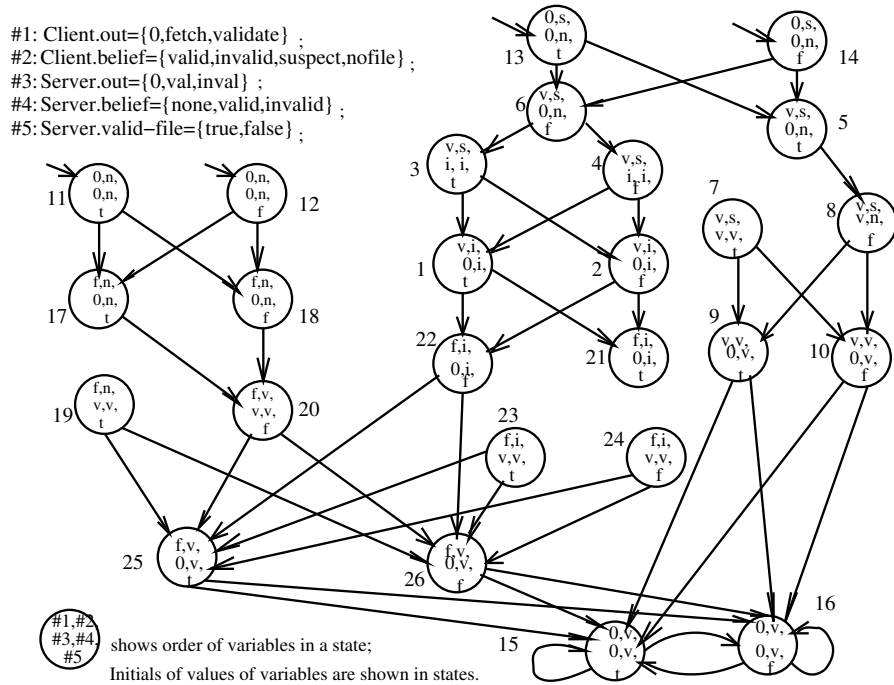 #1: Client.out={0,fetch,validate} ;
#2: Client.belief={valid,invalid,suspect,nofile} ;
#3: Server.out={0,val,inval} ;
#4: Server.belief={none,valid,invalid} ;
#5: Server.valid−file={true,false} ;
0,s,
0,n,
t
13
0,s,
0,n,
f
14
6
v,s,
0,n,
f
v,s,
0,n,
t
5
3
v,s,
i, i,
t
4
v,s,
i, i,
f
11
0,n,
0,n,
t
0,n,
0,n,
f
12
7
v,s,
v,v,
t
8
v,s,
v,n,
f
1
v,i,
0,i,
t
2
v,i,
0,i,
f
17
f,n,
0,n,
t
f,n,
0,n,
f
18
22
f,i,
0,i,
f
21
f,i,
0,i,
t
9
v,v,
0,v,
t
10
v,v,
0,v,
f
19
f,n,
v,v,
t
f,v,
v,v,
f
20
23
f,i,
v,v,
t
24
f,i,
v,v,
f
25
f,v,
0,v,
t
26
f,v,
0,v,
f
15
0,v,
0,v,
t
16
0,v,
0,v,
f
#1,#2,
#3,#4,
#5
shows order of variables in a state;
Initials of values of variables are shown in states.